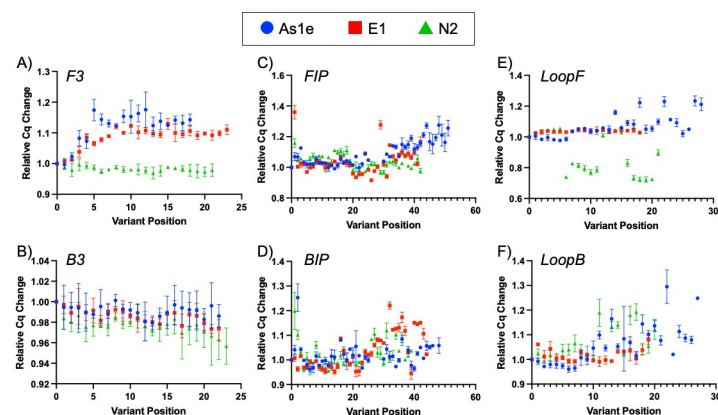 As1e E1 N2
A) F3
Relative Cq Change
1.3
1.2
1.1
1.0
0.9
0 5 10 15 20 25
Variant Position
C) FIP
Relative Cq Change
1.6
1.4
1.2
1.0
0.8
0 20 40 60
Variant Position
E) LoopF
Relative Cq Change
1.4
1.2
1.0
0.8
0.6
0 10 20 30
Variant Position
B) B3
Relative Cq Change
1.04
1.02
1.00
0.98
0.96
0.94
0.92
0 5 10 15 20 25
Variant Position
D) BIP
Relative Cq Change
1.4
1.3
1.2
1.1
1.0
0.9
0 20 40 60
Variant Position
F) LoopB
Relative Cq Change
1.4
1.3
1.2
1.1
1.0
0.9
0 10 20 30
Variant Position